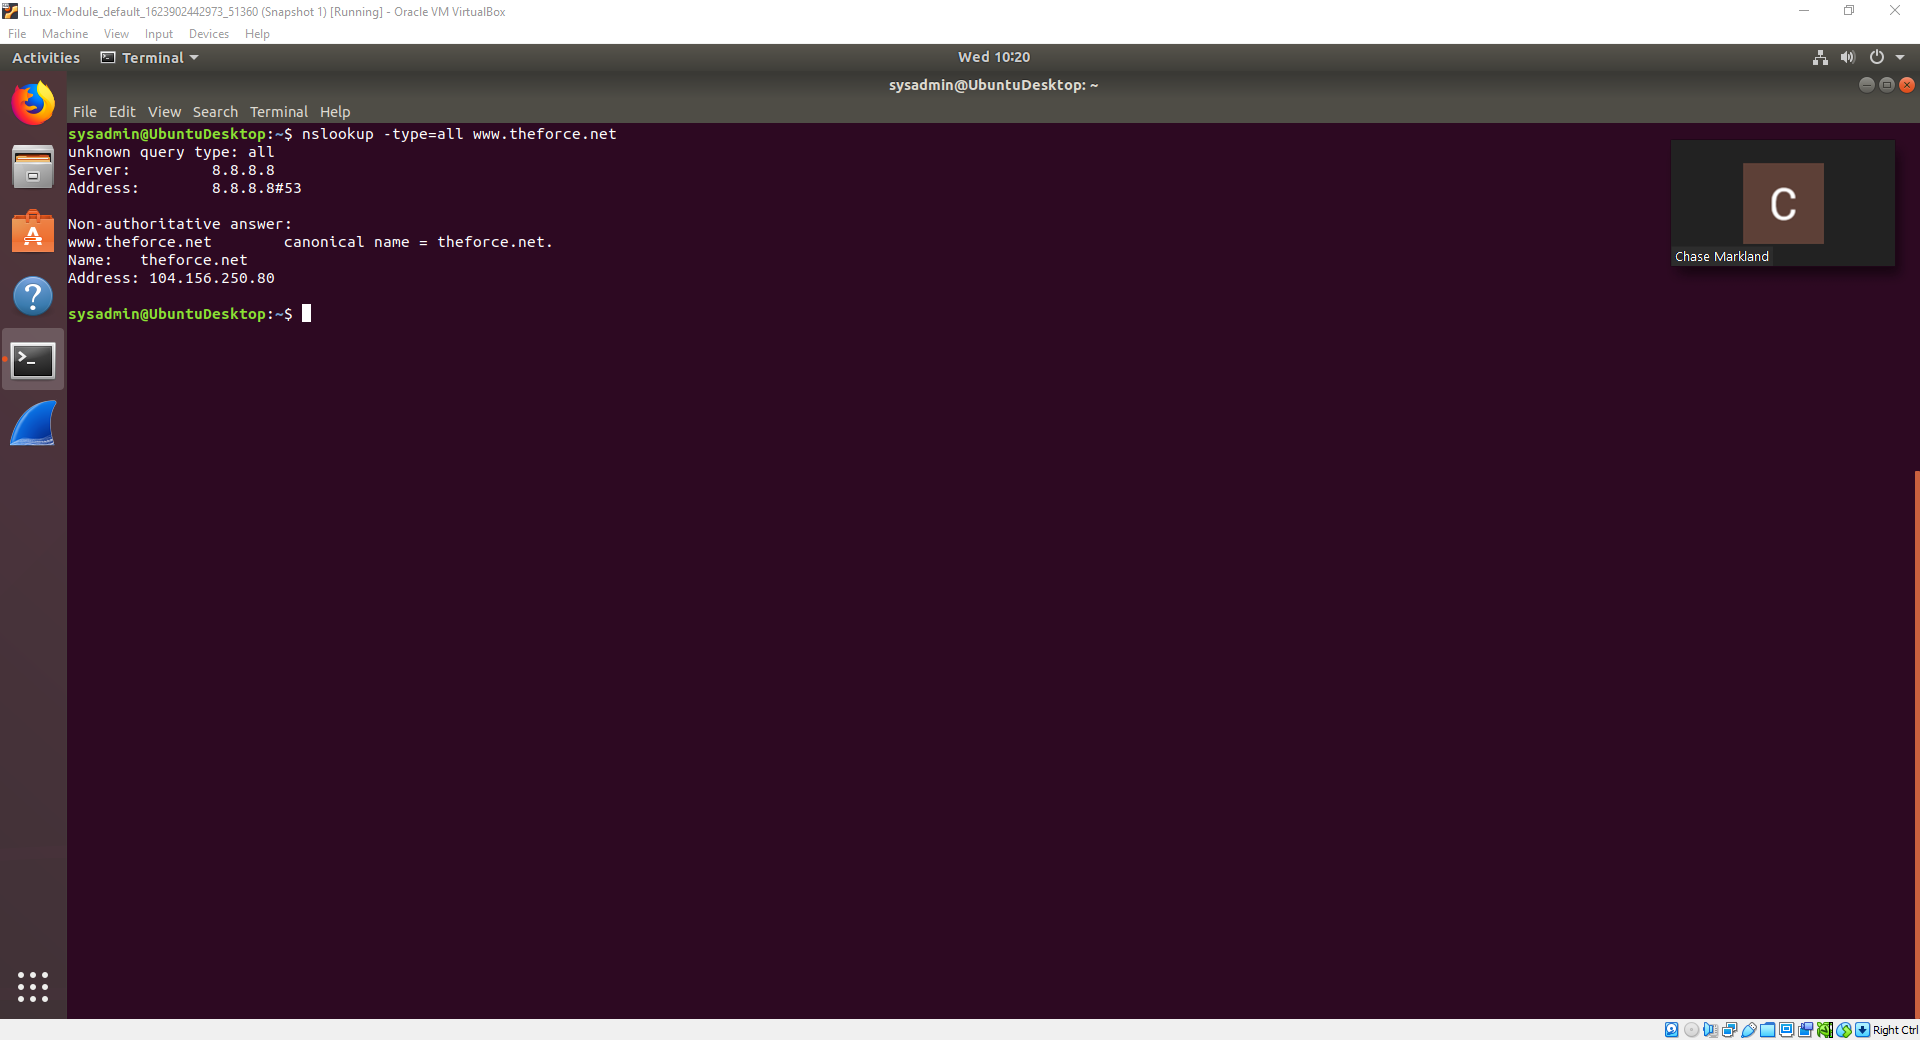 Linux-Module_default_1623902442973_51360 (Snapshot 1) [Running] - Oracle VM VirtualBox
File Machine View Input Devices Help
Activities Terminal Wed 10:20
sysadmin@UbuntuDesktop: ~
File Edit View Search Terminal Help
sysadmin@UbuntuDesktop:~$ nslookup -type=all www.theforce.net
unknown query type: all
Server: 8.8.8.8
Address: 8.8.8.8#53
Non-authoritative answer:
www.theforce.net canonical name = theforce.net.
Name: theforce.net
Address: 104.156.250.80
sysadmin@UbuntuDesktop:~$
C
Chase Markland
Right Ctrl